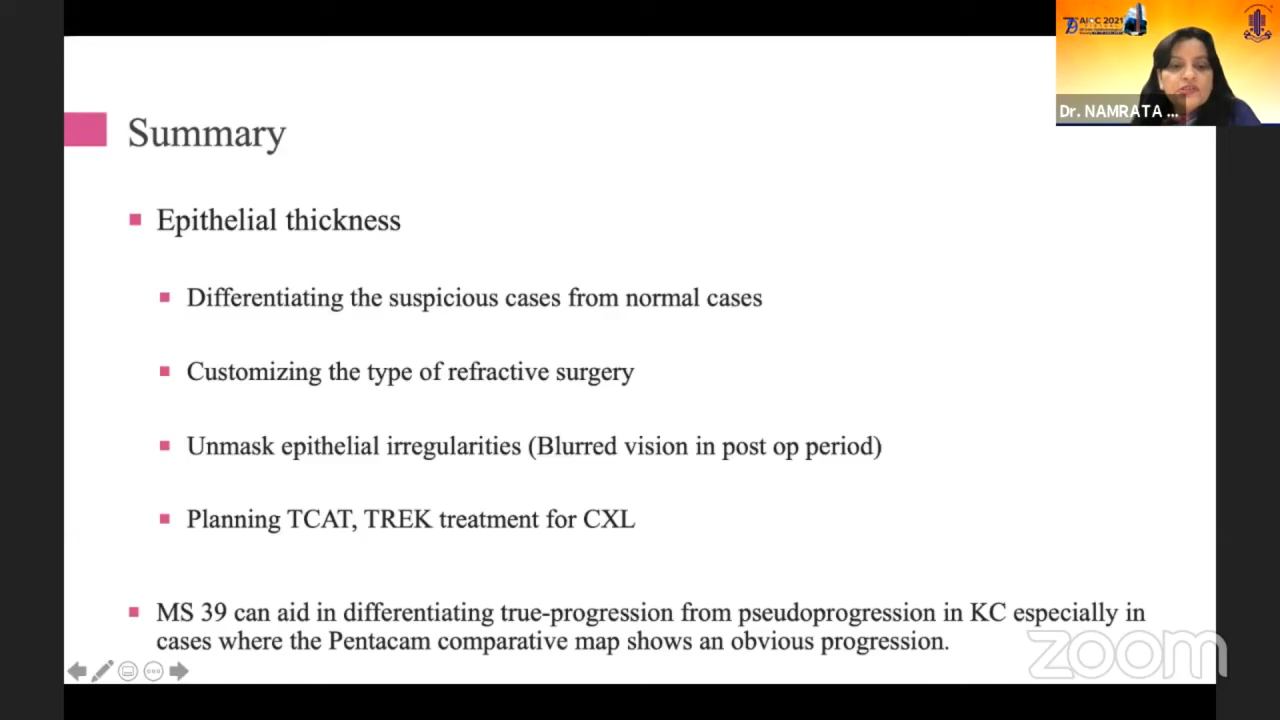 AIOC 2021
Dr. NAMRATA ...
Summary
Epithelial thickness
Differentiating the suspicious cases from normal cases
Customizing the type of refractive surgery
Unmask epithelial irregularities (Blurred vision in post op period)
Planning TCAT, TREK treatment for CXL
MS 39 can aid in differentiating true-progression from pseudoprogression in KC especially in
cases where the Pentacam comparative map shows an obvious progression.
zoom